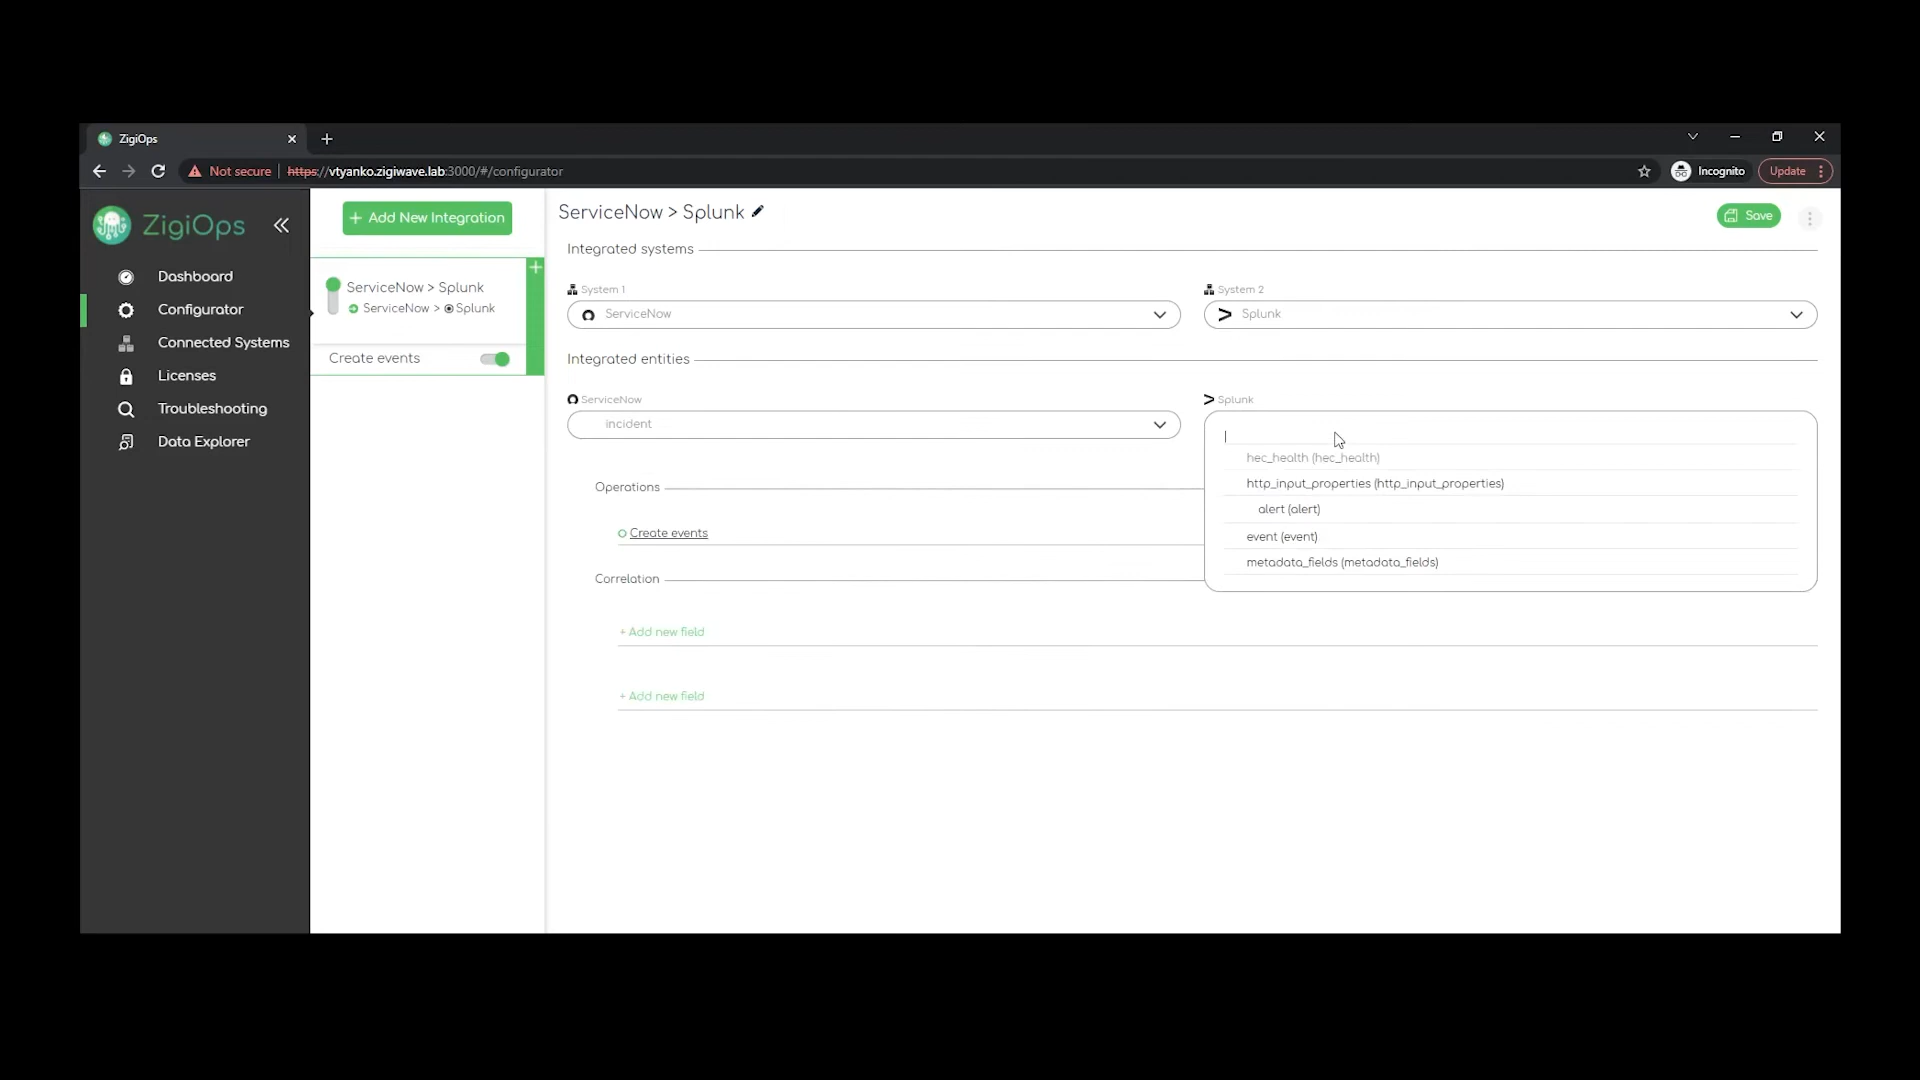 ZigiOps
Not secure https://vtyanko.zigiwave.lab:3000/#/configurator
Incognito
Update
ZigiOps
Dashboard
Configurator
Connected Systems
Licenses
Troubleshooting
Data Explorer
+ Add New Integration
ServiceNow > Splunk
ServiceNow > Splunk
Create events
ServiceNow > Splunk
Save
Integrated systems
System 1
ServiceNow
System 2
Splunk
Integrated entities
ServiceNow
incident
Splunk
hec_health (hec_health)
http_input_properties (http_input_properties)
alert (alert)
event (event)
metadata_fields (metadata_fields)
Operations
Create events
Correlation
+ Add new field
+ Add new field